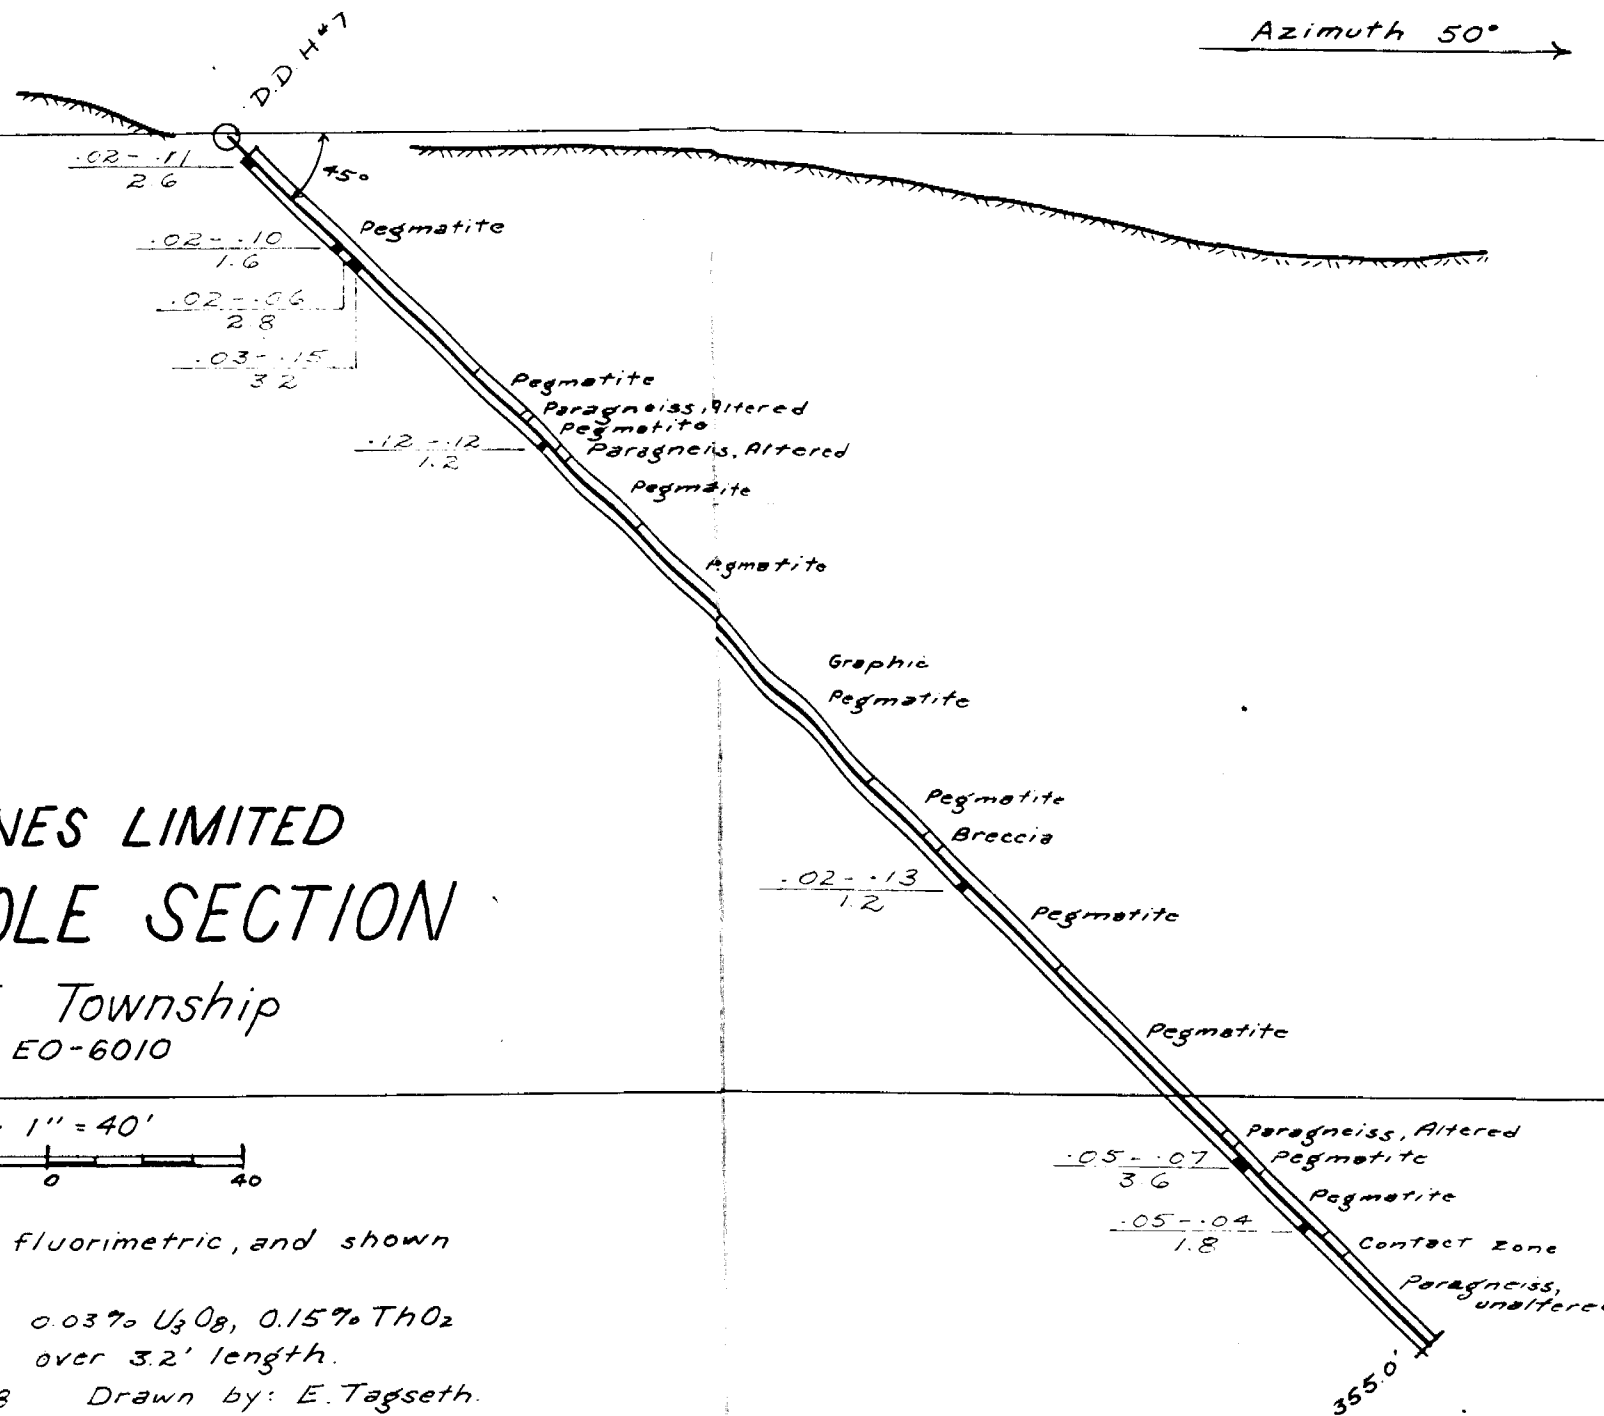 Azimuth 50°
D.D.H #7
45°
.02 - .11
2.6
Pegmatite
.02 - .10
1.6
.02 - .06
2.8
.03 - .15
3.2
Pegmatite
Paragneiss, Altered
Pegmatite
.12 - .12
1.2
Paragneis, Altered
Pegmatite
Pegmatite
Graphic
Pegmatite
Pegmatite
Breccia
.02 - .13
1.2
Pegmatite
NES LIMITED
OLE SECTION
Township
EO-6010
Pegmatite
1" = 40'
0 40
Paragneiss, Altered
.05 - .07
3.6
Pegmatite
Pegmatite
.05 - .04
1.8
Contact zone
Paragneiss,
unaltere
355.0'
fluorimetric, and shown
0.03% U₃O₈, 0.15% ThO₂
over 3.2' length.
Drawn by: E. Tagseth.